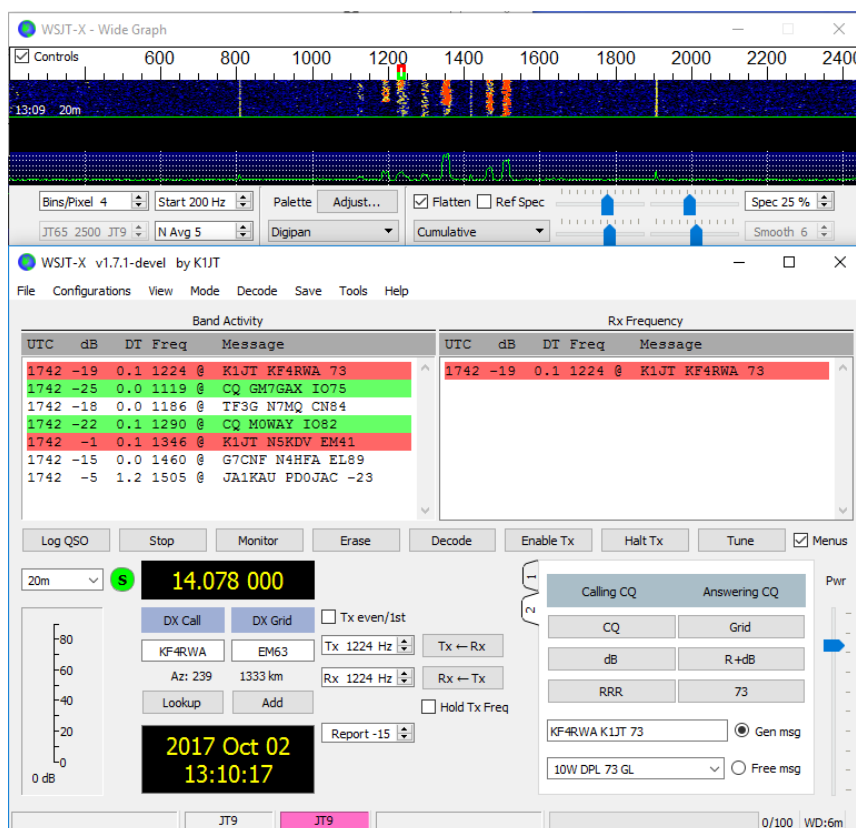 WSJT-X - Wide Graph
Controls 600 800 1000 1200 1400 1600 1800 2000 2200 2400
13:09 20m
Bins/Pixel 4 Start 200 Hz Palette Adjust... Flatten Ref Spec Spec 25 %
JT65 2500 JT9 N Avg 5 Digipan Cumulative Smooth 6
WSJT-X v1.7.1-devel by K1JT
File Configurations View Mode Decode Save Tools Help
Band Activity Rx Frequency
UTC dB DT Freq Message UTC dB DT Freq Message
1742 -19 0.1 1224 @ K1JT KF4RWA 73 1742 -19 0.1 1224 @ K1JT KF4RWA 73
1742 -25 0.0 1119 @ CQ GM7GAX IO75
1742 -18 0.0 1186 @ TF3G N7MQ CN84
1742 -22 0.1 1290 @ CQ M0WAY IO82
1742 -1 0.1 1346 @ K1JT N5KDV EM41
1742 -15 0.0 1460 @ G7CNF N4HFA EL89
1742 -5 1.2 1505 @ JA1KAU PD0JAC -23
Log QSO Stop Monitor Erase Decode Enable Tx Halt Tx Tune Menus
20m S 14.078 000 1 Calling CQ Answering CQ Pwr
DX Call DX Grid Tx even/1st 2 CQ Grid
-80 KF4RWA EM63 Tx 1224 Hz Tx ← Rx dB R+dB
-60 Az: 239 1333 km Rx 1224 Hz Rx ← Tx RRR 73
-40 Lookup Add Hold Tx Freq
-20 Report -15 KF4RWA K1JT 73 Gen msg
-0 2017 Oct 02 10W DPL 73 GL Free msg
0 dB 13:10:17
JT9 JT9 0/100 WD:6m